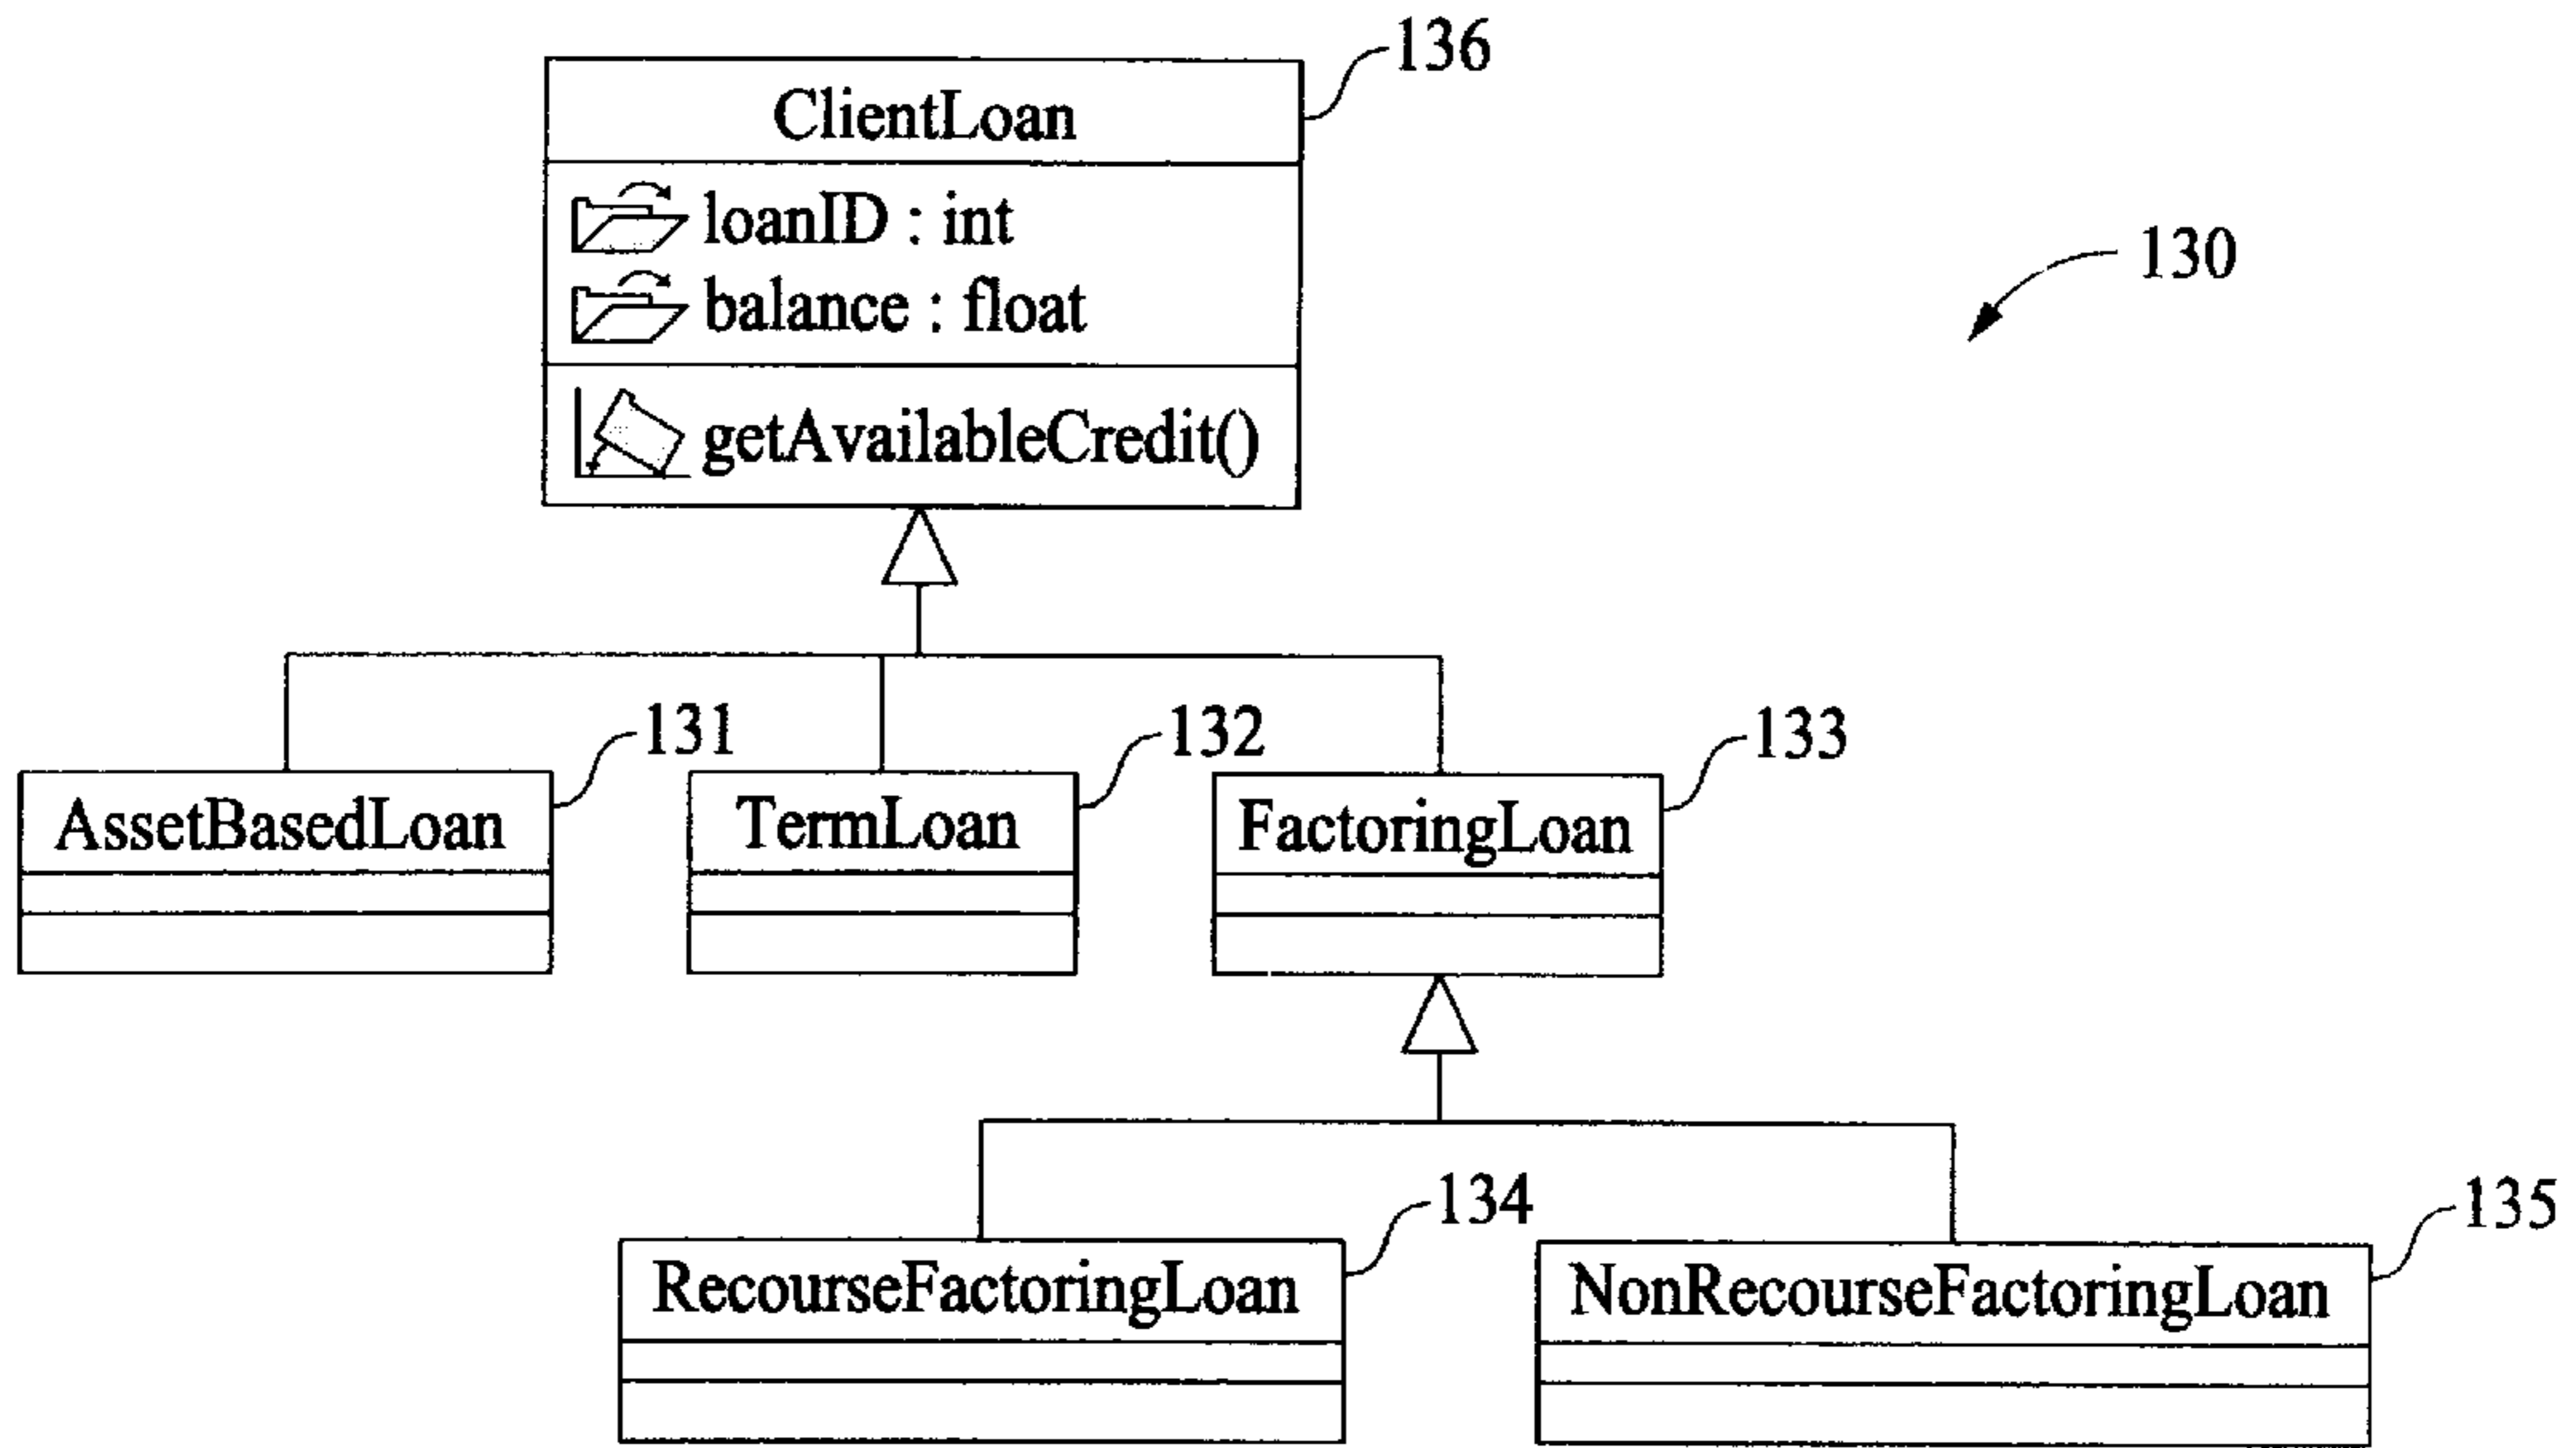 136
ClientLoan
loanID : int
balance : float
getAvailableCredit()
130
131
132
133
AssetBasedLoan
TermLoan
FactoringLoan
134
135
RecourseFactoringLoan
NonRecourseFactoringLoan